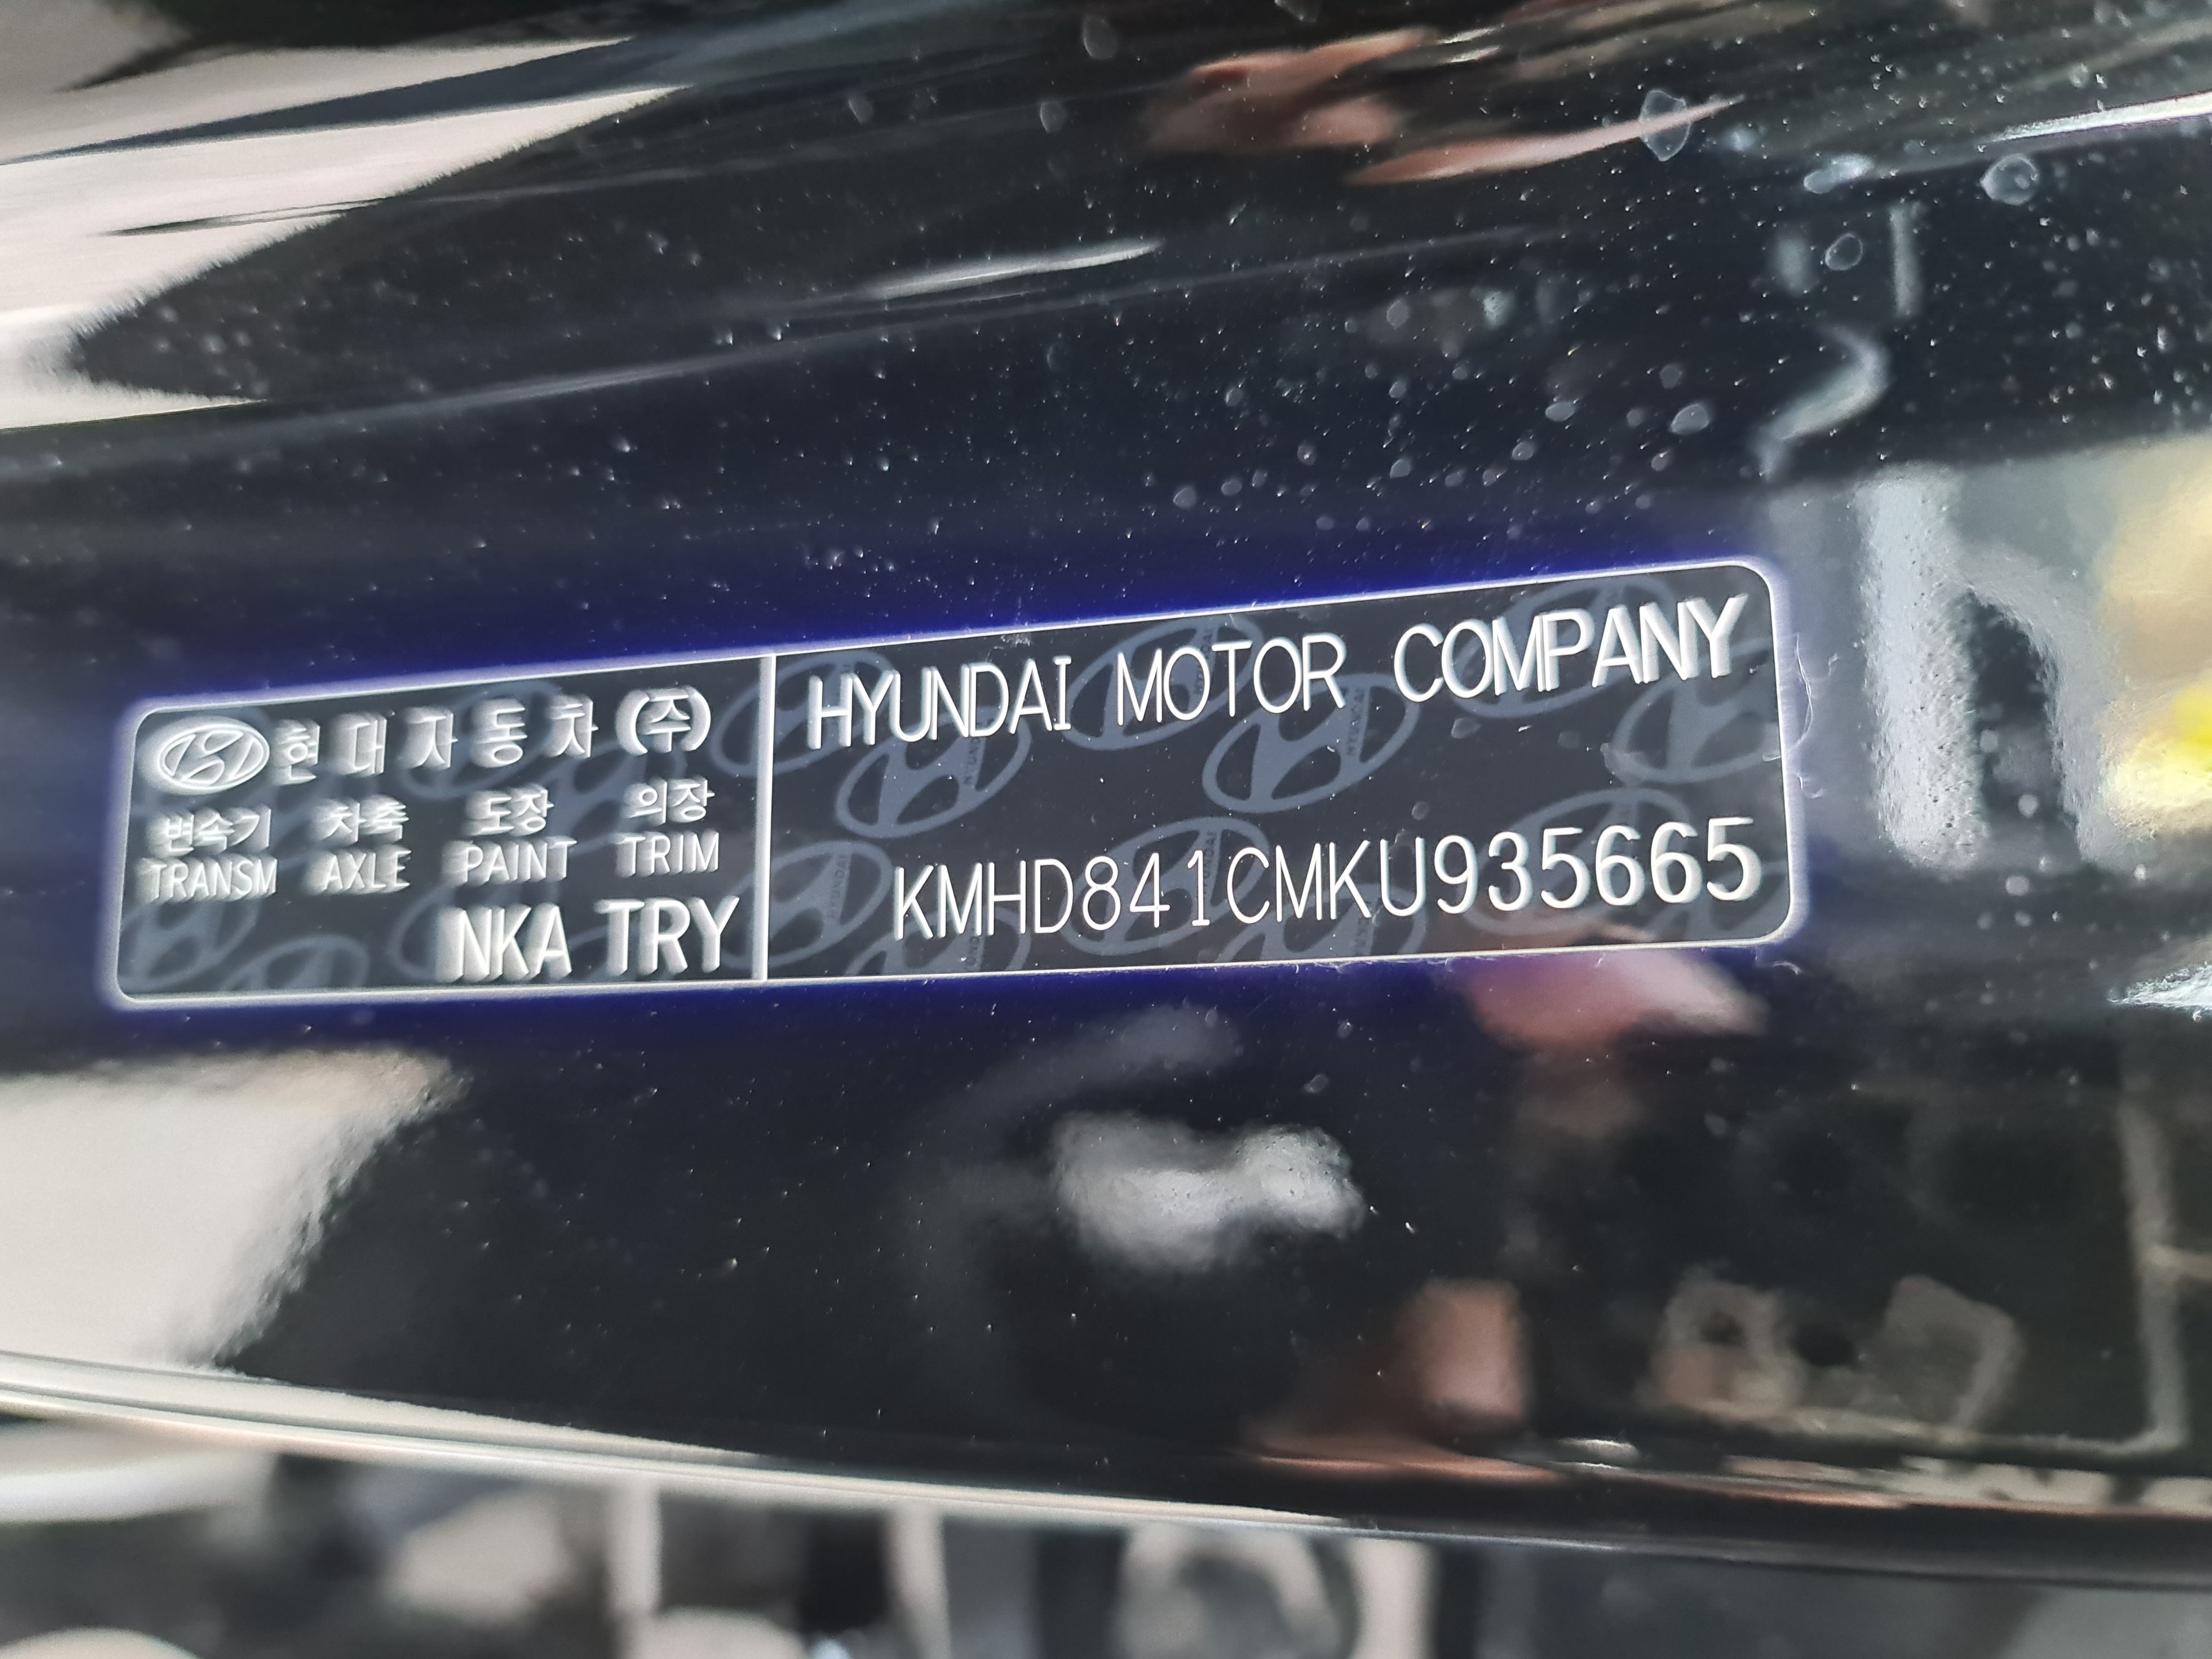 현대자동차(주)
변속기 차축 도장 의장
TRANSM AXLE PAINT TRIM
NKA TRY
HYUNDAI MOTOR COMPANY
KMHD841CMKU935665